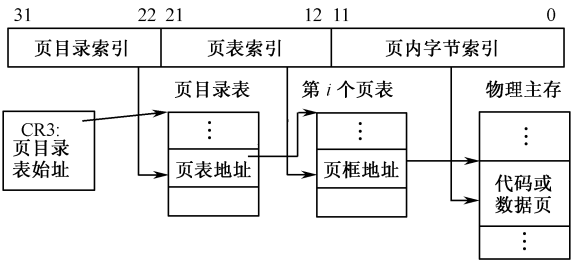 31 22 21 12 11 0
页目录索引 页表索引 页内字节索引
页目录表 第 i 个页表 物理主存
CR3:
页目录
表始址
⋮ ⋮ ⋮
页表地址 页框地址 代码或
数据页
⋮